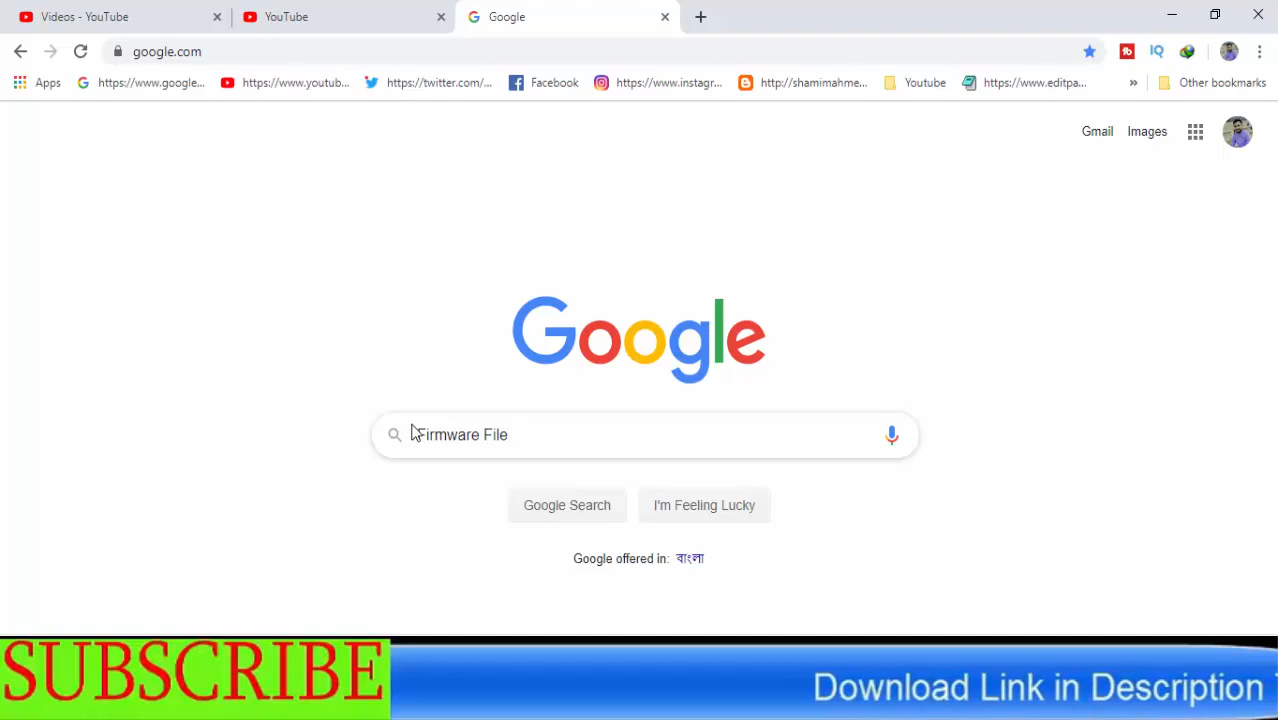 Videos - YouTube
YouTube
Google
google.com
Apps
https://www.google...
https://www.youtub...
https://twitter.com/...
Facebook
https://www.instagr...
http://shamimahme...
Youtube
https://www.editpa...
Other bookmarks
Gmail
Images
Google
Firmware File
Google Search
I'm Feeling Lucky
Google offered in: বাংলা
SUBSCRIBE
Download Link in Description